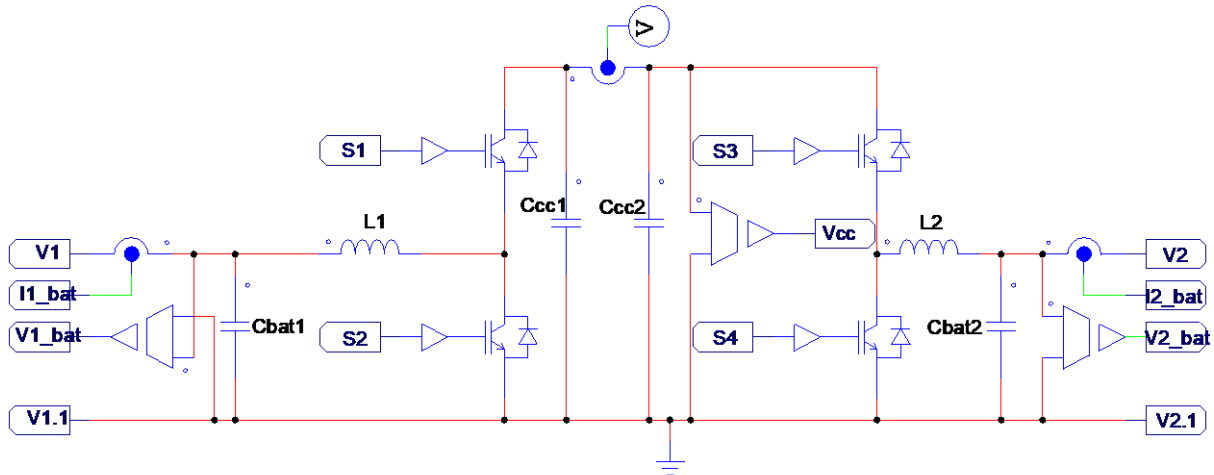 V
S1
S3
Ccc1
Ccc2
L1
Vcc
L2
V1
V2
I1_bat
I2_bat
V1_bat
Cbat1
S2
S4
Cbat2
V2_bat
V1.1
V2.1